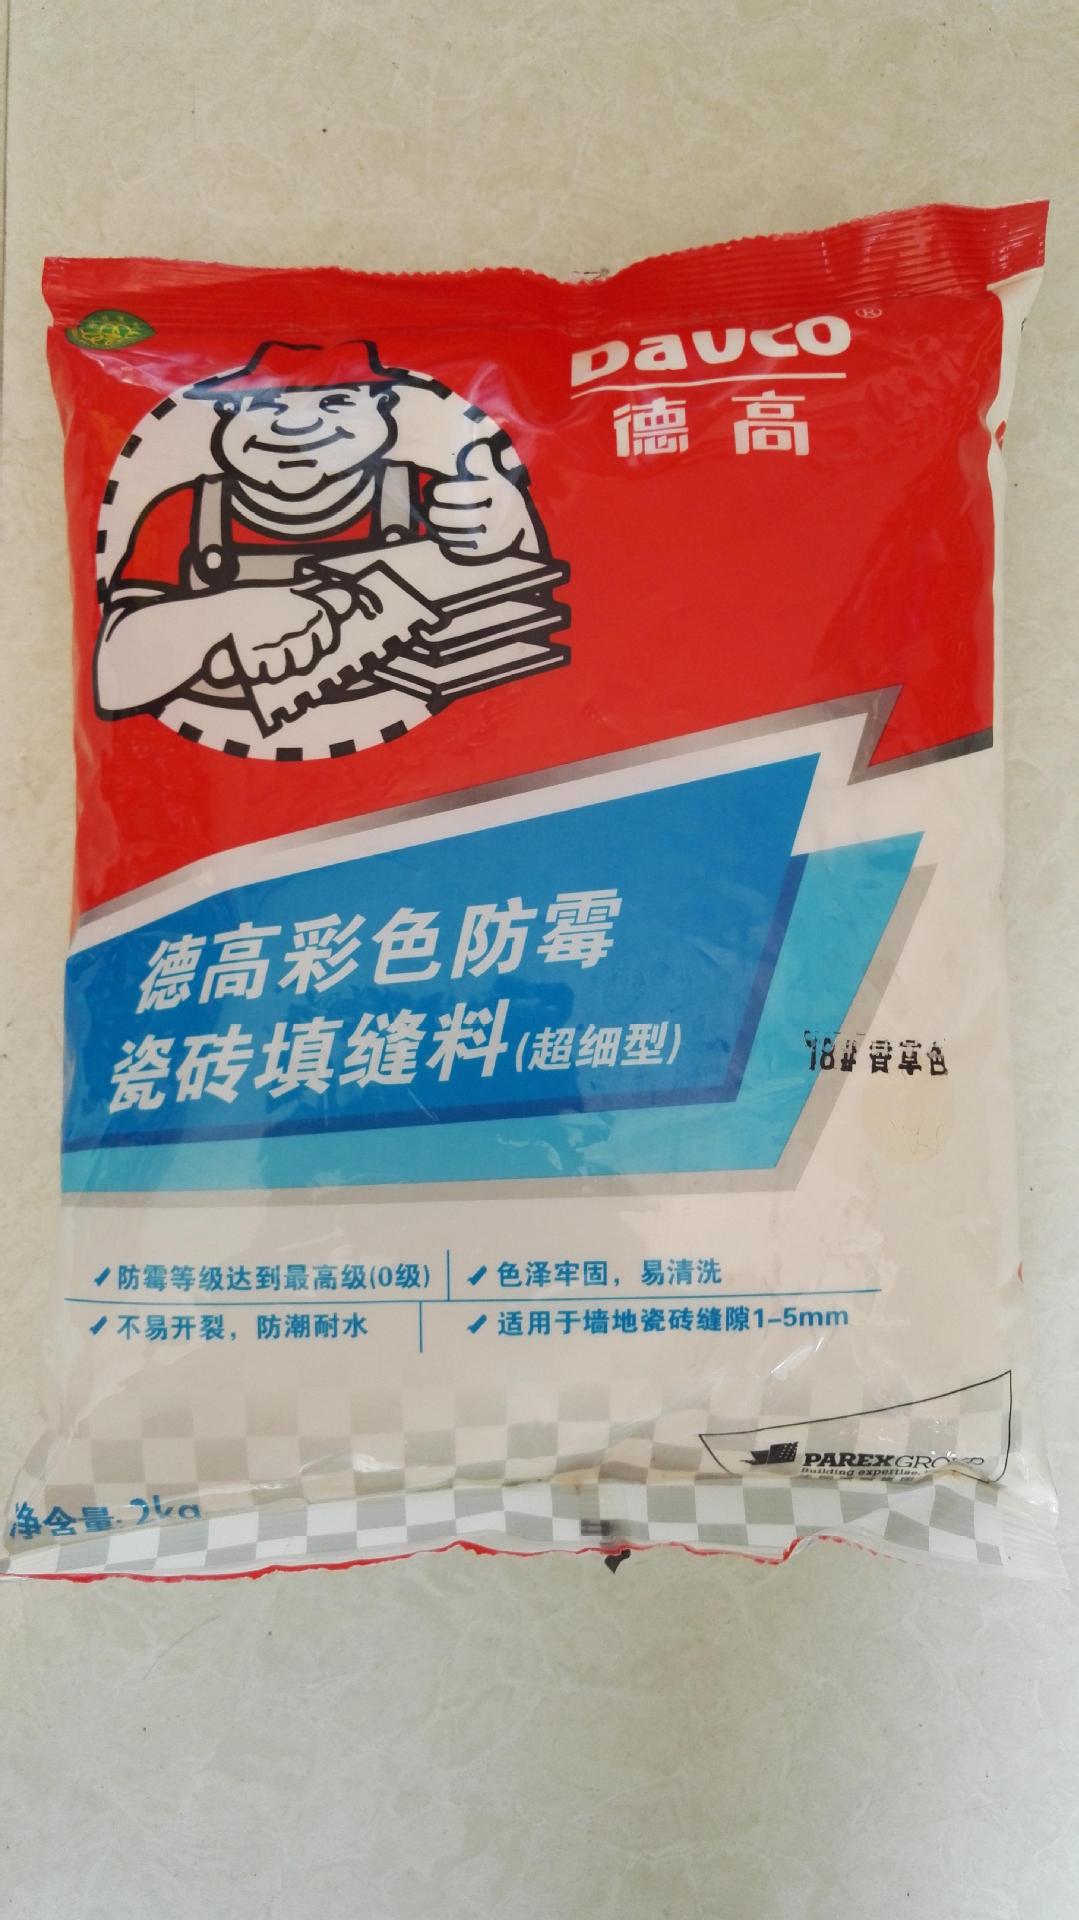 Davco®
德高
德高彩色防霉
瓷砖填缝料(超细型)
18# 香草色
✓防霉等级达到最高级(0级)
✓色泽牢固，易清洗
✓不易开裂，防潮耐水
✓适用于墙地瓷砖缝隙1-5mm
PAREXGROUP
Building expertise,
净含量:2kg